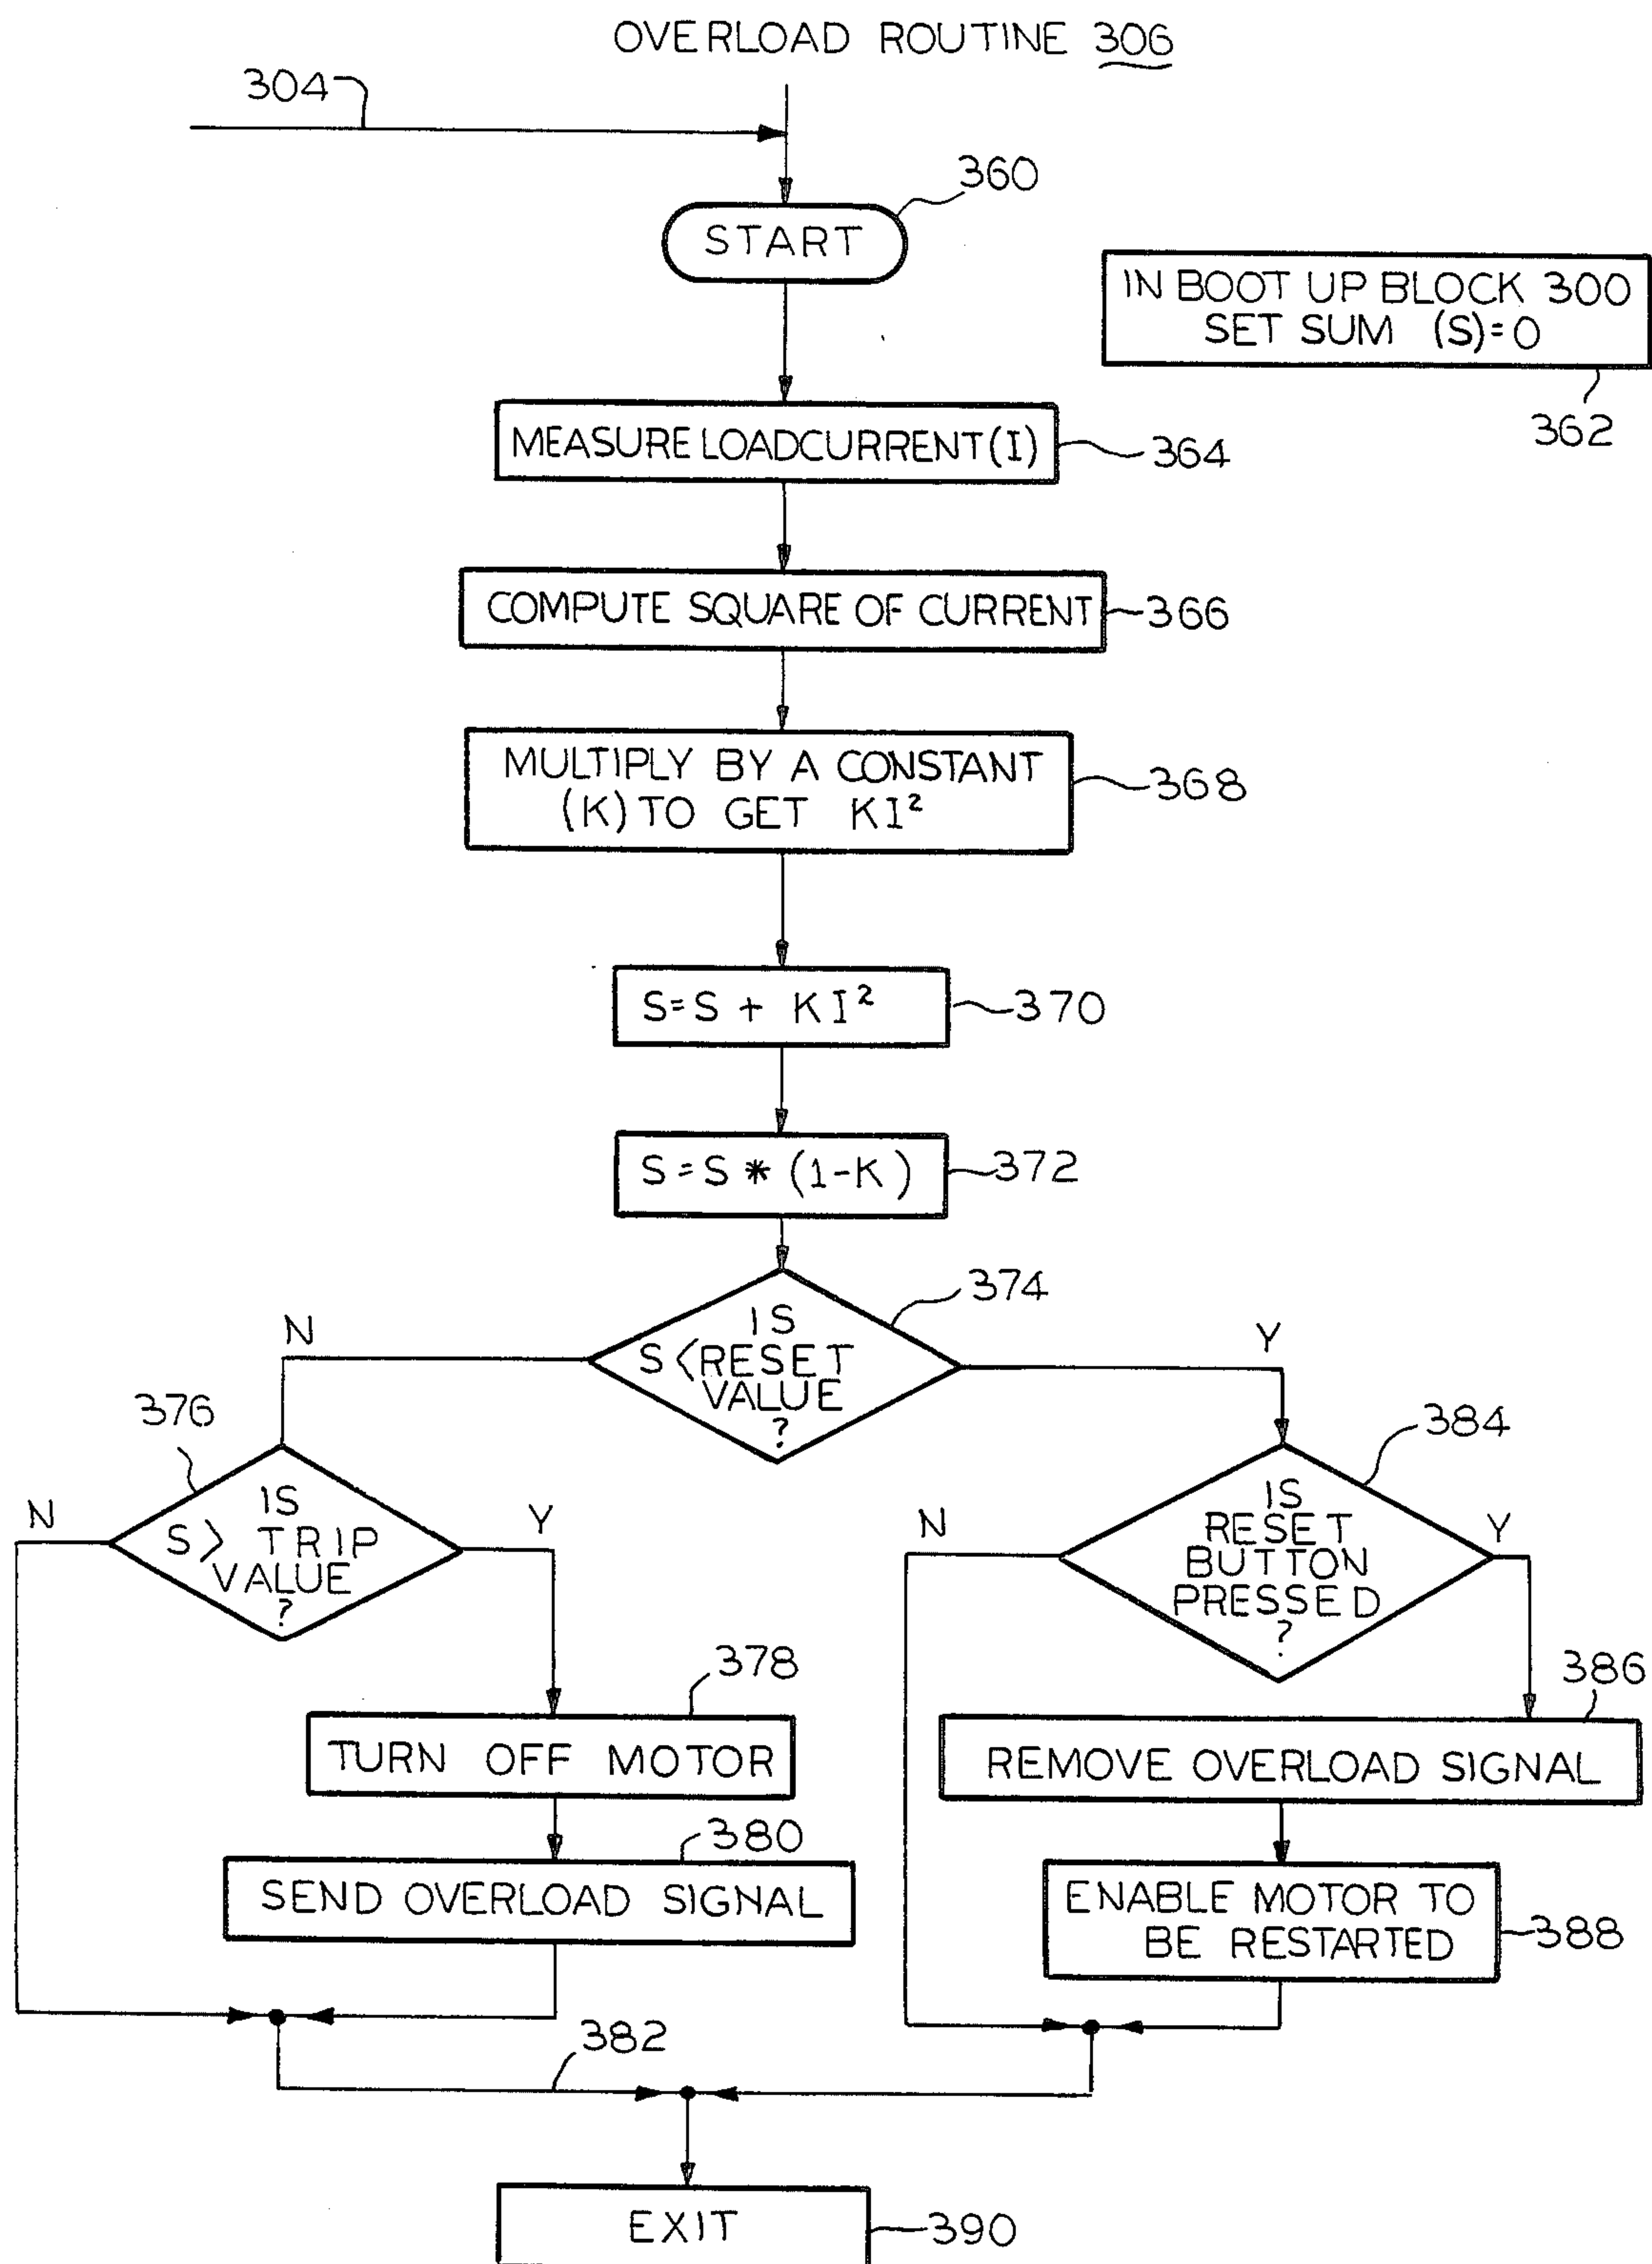 OVERLOAD ROUTINE 306
304
360
START
IN BOOT UP BLOCK 300
SET SUM (S)=0
362
MEASURE LOADCURRENT(I)
364
COMPUTE SQUARE OF CURRENT
366
MULTIPLY BY A CONSTANT
(K) TO GET KI²
368
S=S + KI²
370
S=S * (1-K)
372
374
IS
S<RESET
VALUE
?
N
Y
376
IS
S> TRIP
VALUE
?
N
Y
384
IS
RESET
BUTTON
PRESSED
?
N
Y
378
TURN OFF MOTOR
386
REMOVE OVERLOAD SIGNAL
380
SEND OVERLOAD SIGNAL
ENABLE MOTOR TO
BE RESTARTED
388
382
EXIT
390